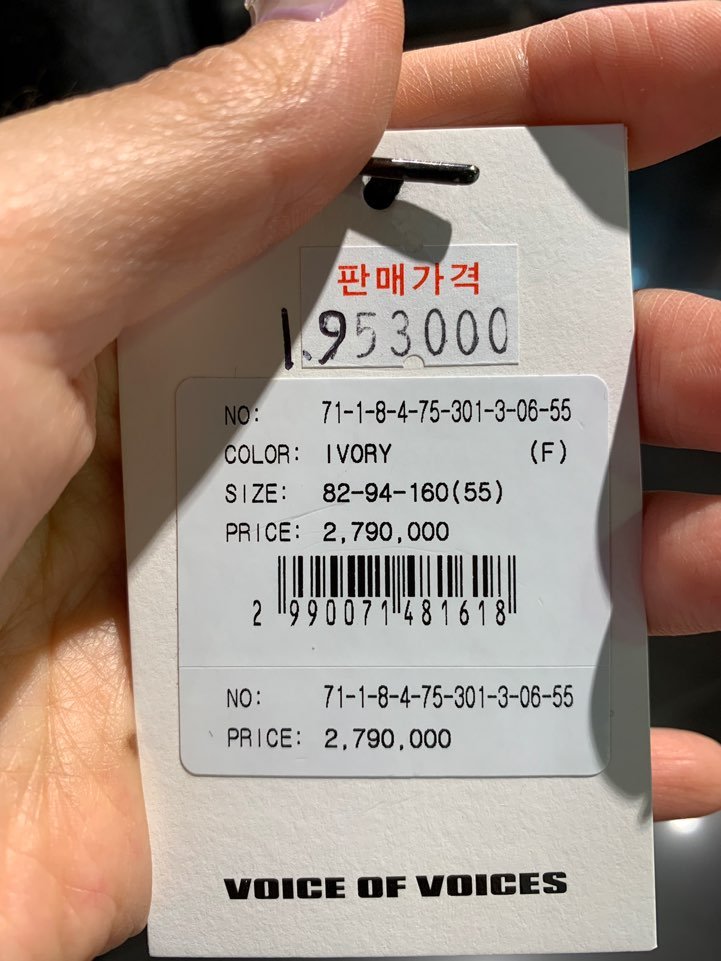 판매가격
1.953000
NO: 71-1-8-4-75-301-3-06-55
COLOR: IVORY (F)
SIZE: 82-94-160(55)
PRICE: 2,790,000
2 990071 481618
NO: 71-1-8-4-75-301-3-06-55
PRICE: 2,790,000
VOICE OF VOICES